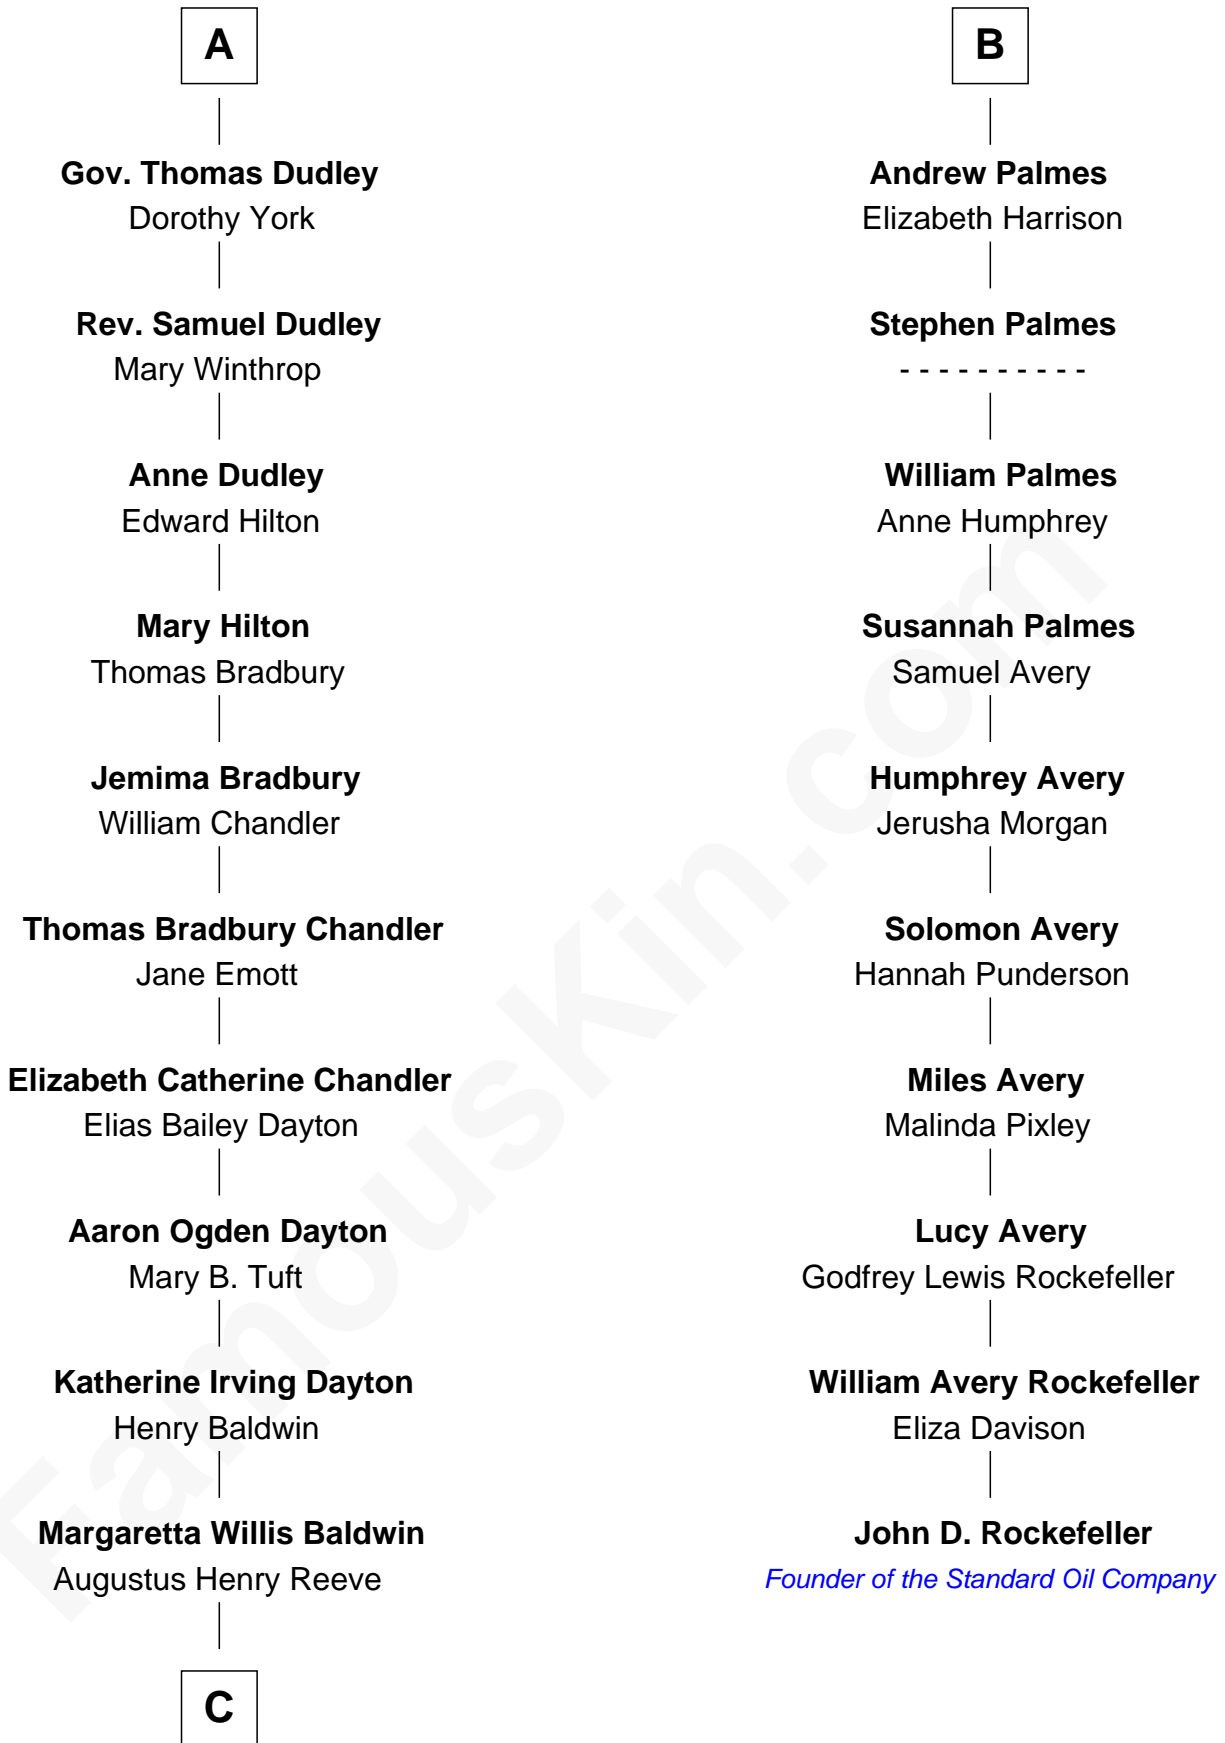 A
Gov. Thomas Dudley
Dorothy York
Rev. Samuel Dudley
Mary Winthrop
Anne Dudley
Edward Hilton
Mary Hilton
Thomas Bradbury
Jemima Bradbury
William Chandler
Thomas Bradbury Chandler
Jane Emott
Elizabeth Catherine Chandler
Elias Bailey Dayton
Aaron Ogden Dayton
Mary B. Tuft
Katherine Irving Dayton
Henry Baldwin
Margaretta Willis Baldwin
Augustus Henry Reeve
C
B
Andrew Palmes
Elizabeth Harrison
Stephen Palmes
- - - - - - - - - -
William Palmes
Anne Humphrey
Susannah Palmes
Samuel Avery
Humphrey Avery
Jerusha Morgan
Solomon Avery
Hannah Punderson
Miles Avery
Malinda Pixley
Lucy Avery
Godfrey Lewis Rockefeller
William Avery Rockefeller
Eliza Davison
John D. Rockefeller
Founder of the Standard Oil Company
FamousKin.com